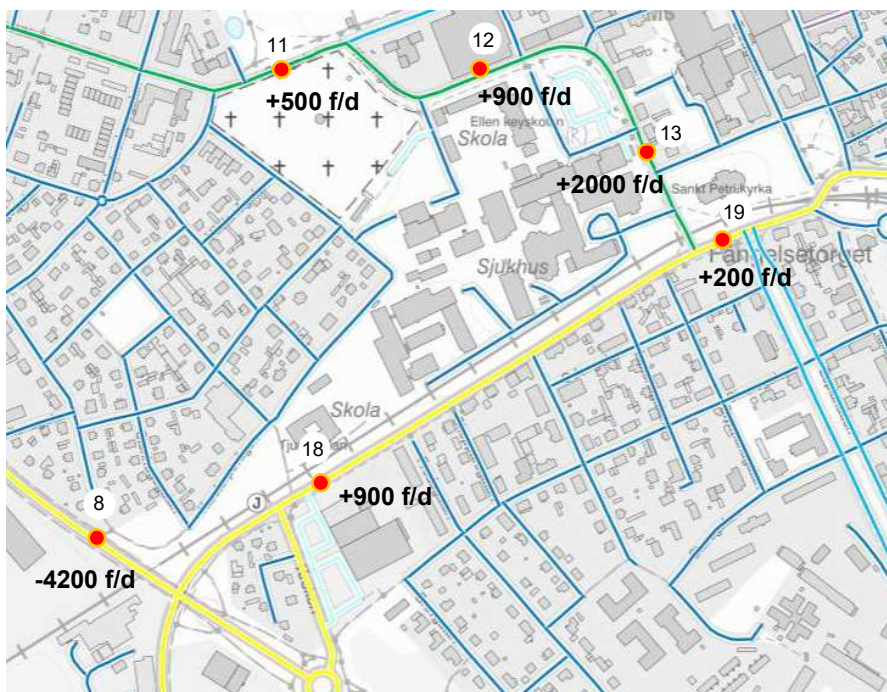 11
12
+500 f/d
+900 f/d
Ellen keyskolan
Skola
13
+2000 f/d
Sankt Petri kyrka
19
Sjukhus
+200 f/d
Skola
18
J
+900 f/d
8
-4200 f/d